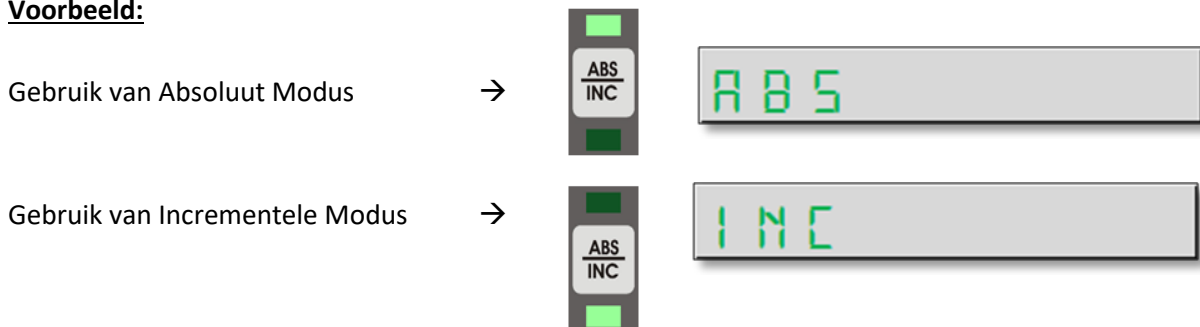 Voorbeeld:
Gebruik van Absoluut Modus → ABS INC ABS
Gebruik van Incrementele Modus → ABS INC INC